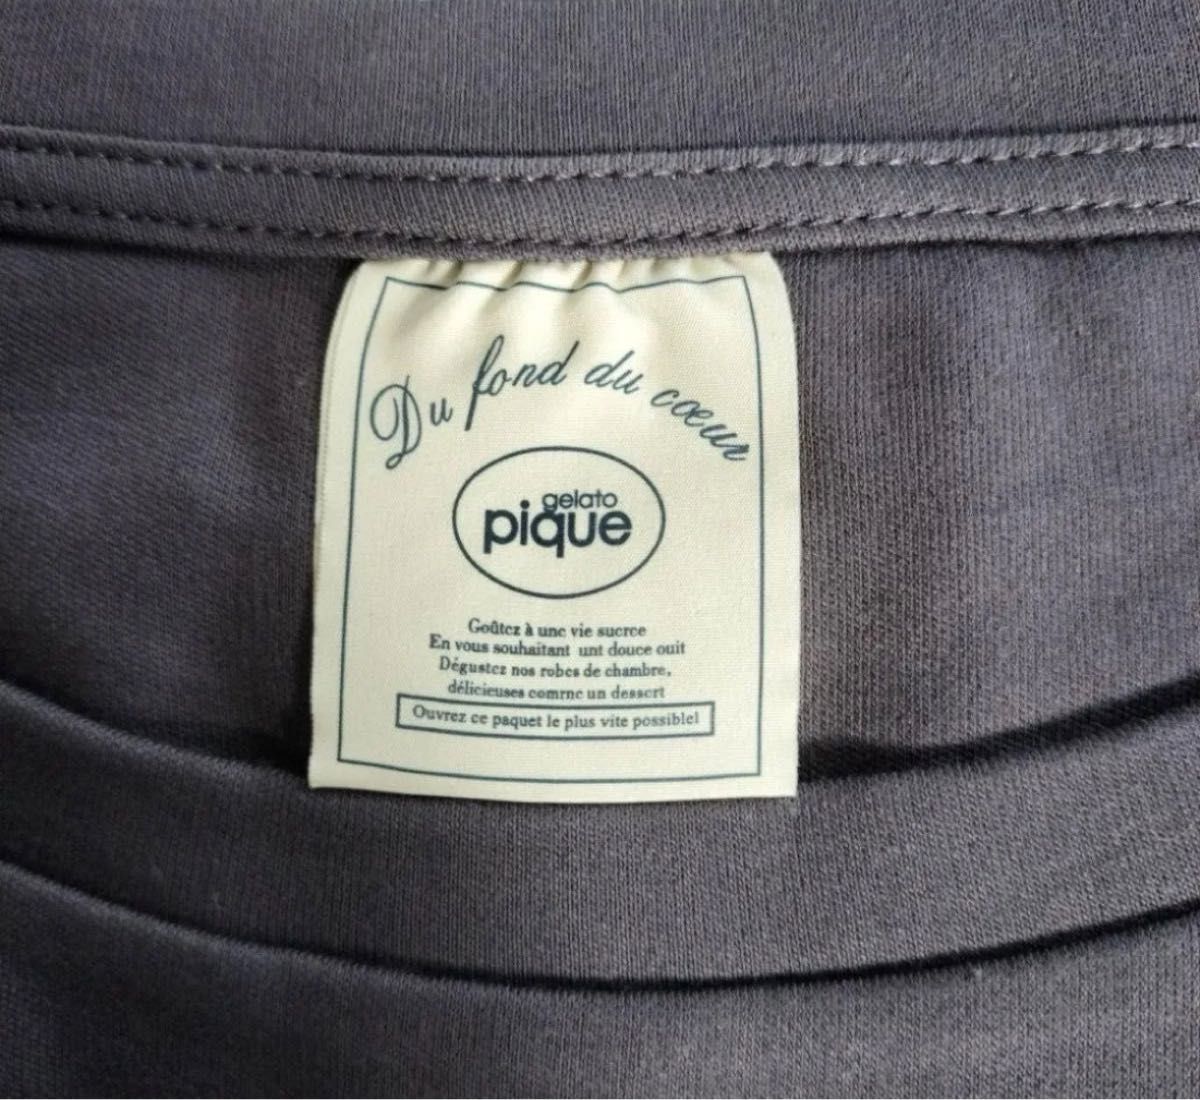 Du fond du cœur
gelato
pique
Goûtez à une vie sucree
En vous souhaitant unt douce ouit
Dégustez nos robes de chambre,
délicieuses comrne un dessert
Ouvrez ce paquet le plus vite possible!